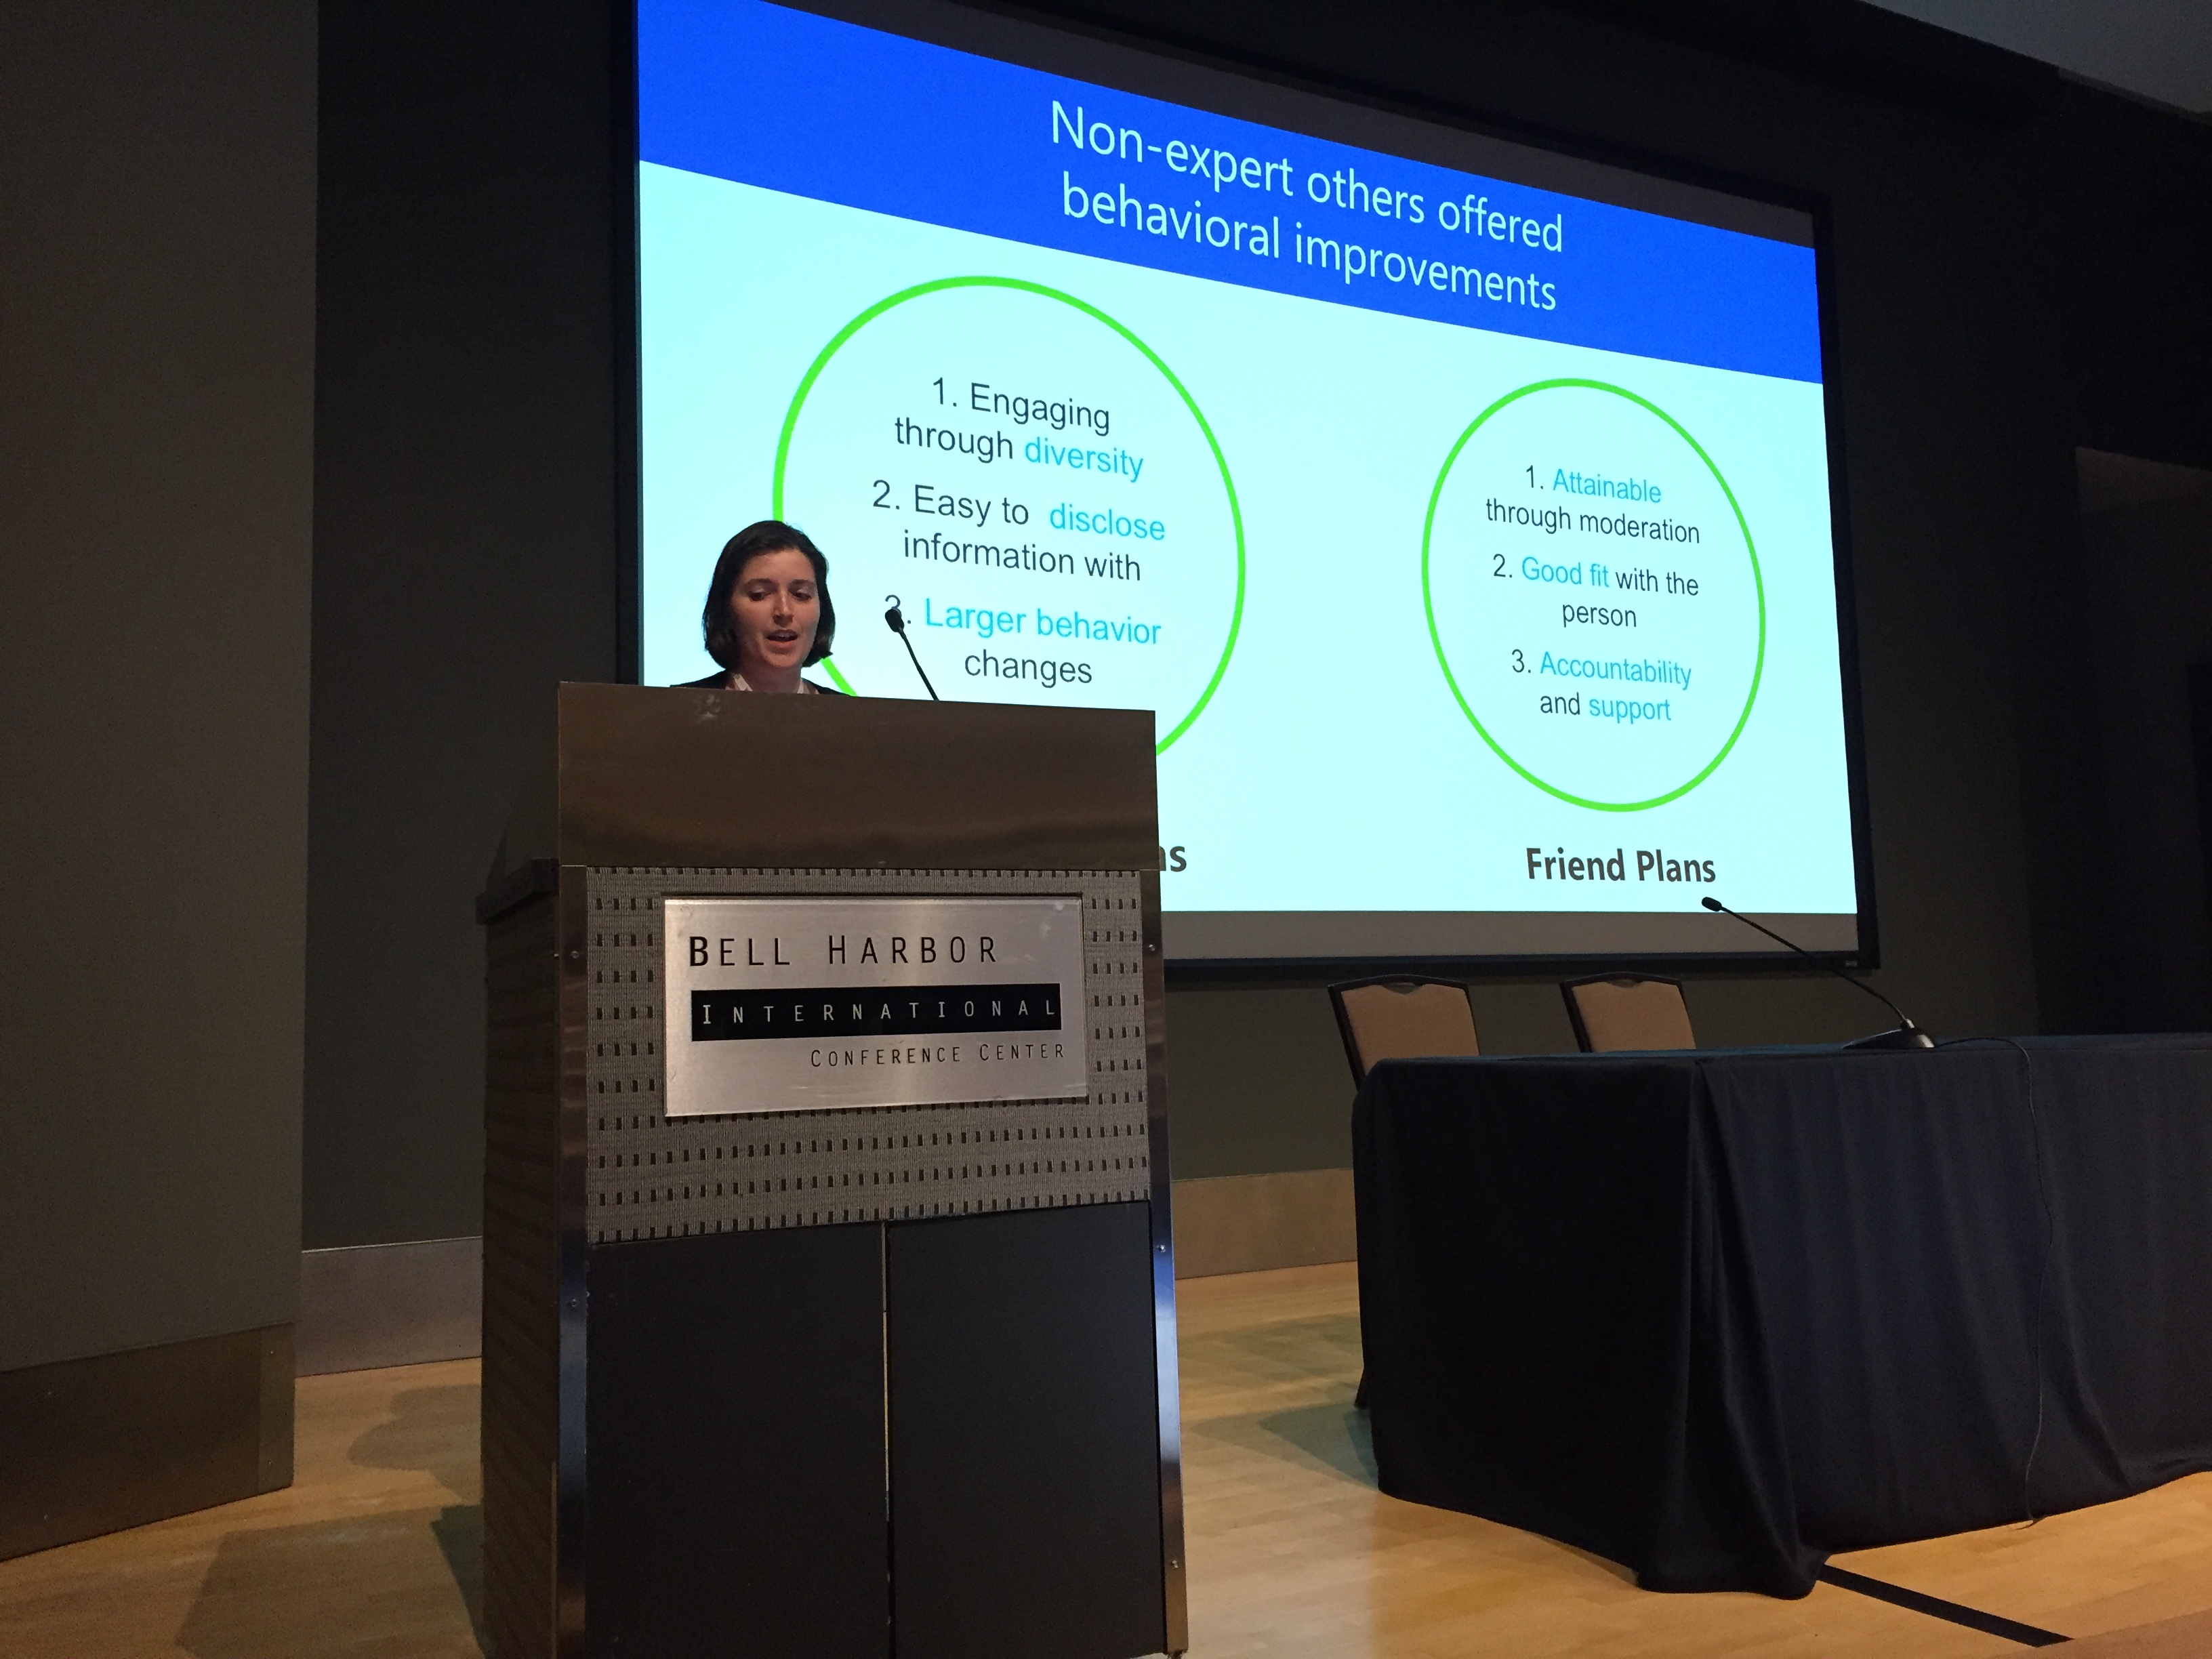 Non-expert others offered
behavioral improvements
1. Engaging
through diversity
2. Easy to disclose
information with
3. Larger behavior
changes
1. Attainable
through moderation
2. Good fit with the
person
3. Accountability
and support
Friend Plans
BELL HARBOR
INTERNATIONAL
CONFERENCE CENTER